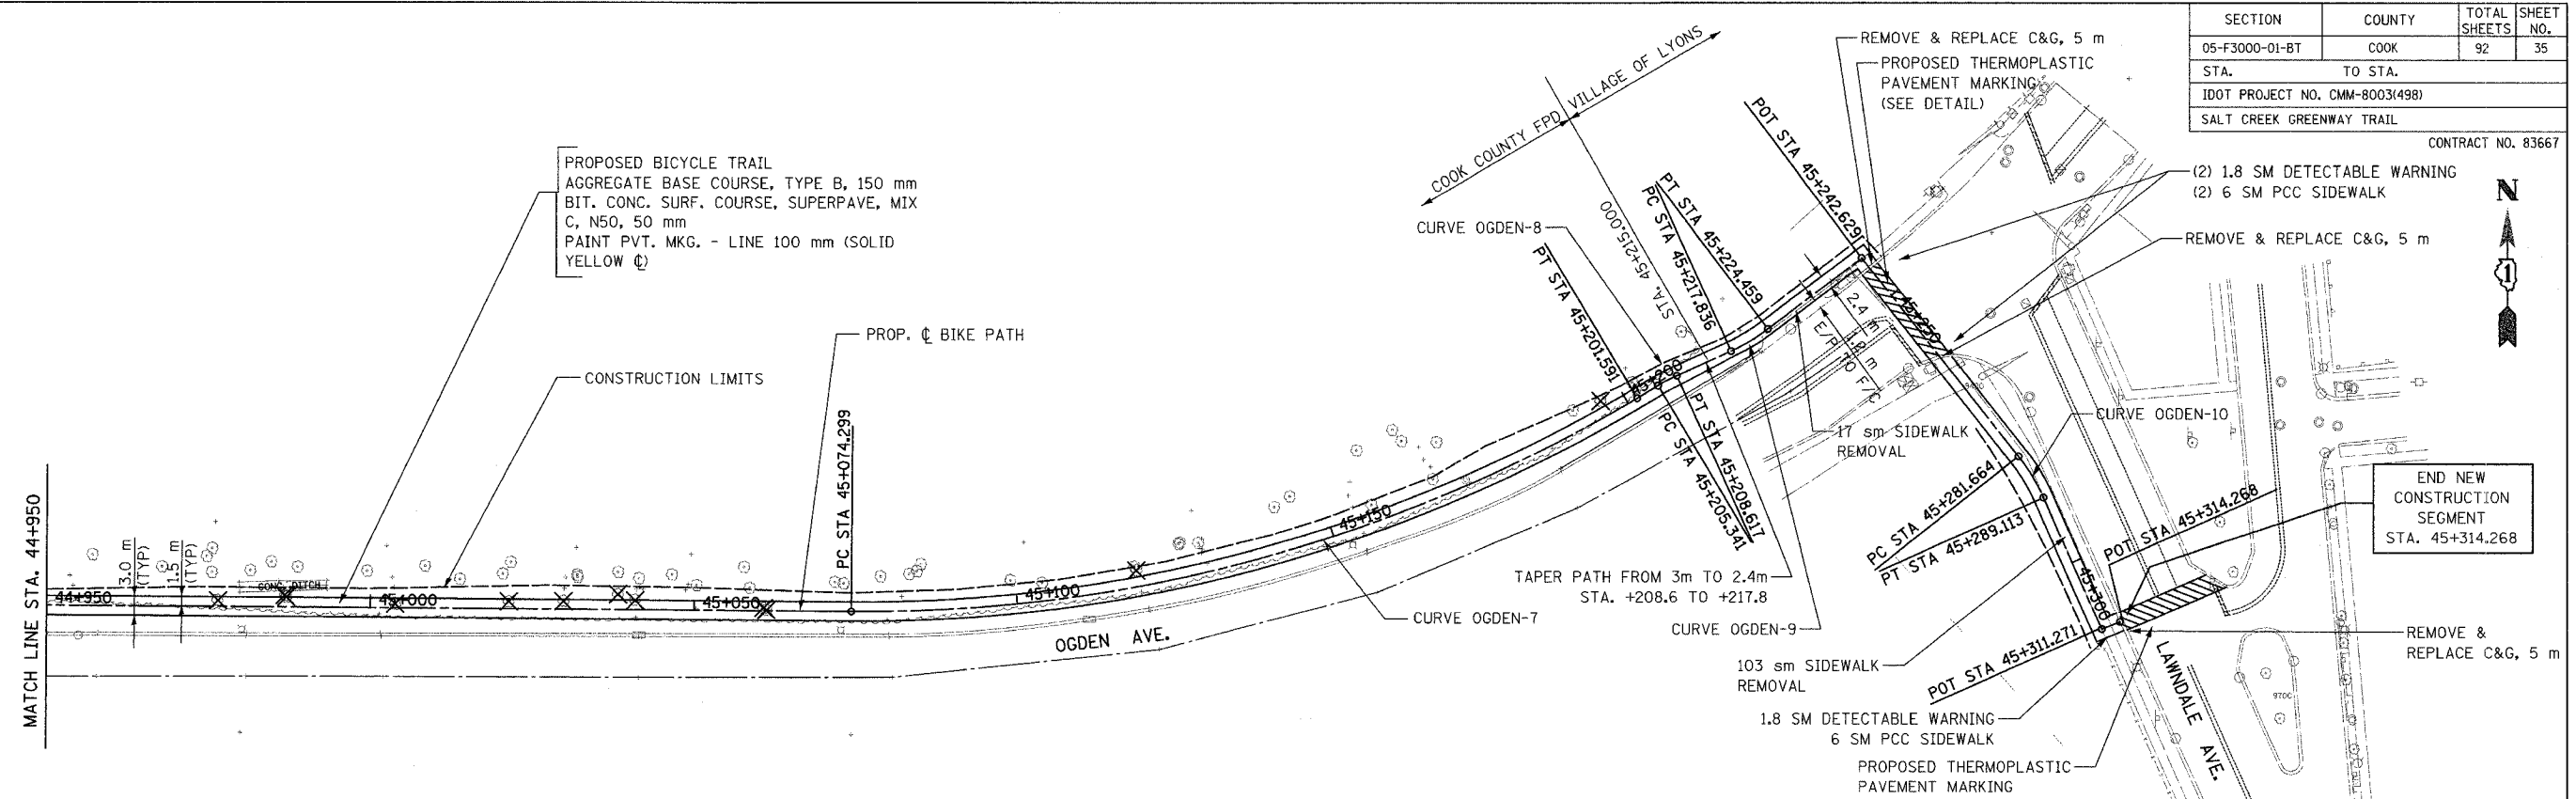 SECTION COUNTY TOTAL SHEETS SHEET NO.
05-F3000-01-BT COOK 92 35
STA. TO STA.
IDOT PROJECT NO. CMM-8003(498)
SALT CREEK GREENWAY TRAIL
CONTRACT NO. 83667
N
1
PROPOSED BICYCLE TRAIL
AGGREGATE BASE COURSE, TYPE B, 150 mm
BIT. CONC. SURF. COURSE, SUPERPAVE, MIX
C, N50, 50 mm
PAINT PVT. MKG. - LINE 100 mm (SOLID
YELLOW ℄)
CONSTRUCTION LIMITS
PROP. ℄ BIKE PATH
MATCH LINE STA. 44+950
3.0 m
(TYP)
1.5 m
(TYP)
CONC. DITCH
44+950
45+000
45+050
PC STA 45+074.299
45+100
45+150
OGDEN AVE.
CURVE OGDEN-7
COOK COUNTY FPD
VILLAGE OF LYONS
STA. 45+215.000
CURVE OGDEN-8
PT STA 45+201.591
45+200
PC STA 45+205.341
PT STA 45+208.617
PC STA 45+217.836
PT STA 45+224.459
POT STA 45+242.629
REMOVE & REPLACE C&G, 5 m
PROPOSED THERMOPLASTIC
PAVEMENT MARKING
(SEE DETAIL)
(2) 1.8 SM DETECTABLE WARNING
(2) 6 SM PCC SIDEWALK
REMOVE & REPLACE C&G, 5 m
2.4 m
E/P TO F/C
45+250
17 sm SIDEWALK
REMOVAL
TAPER PATH FROM 3m TO 2.4m
STA. +208.6 TO +217.8
CURVE OGDEN-9
CURVE OGDEN-10
PC STA 45+281.664
PT STA 45+289.113
103 sm SIDEWALK
REMOVAL
45+300
POT STA 45+311.271
POT STA 45+314.268
END NEW
CONSTRUCTION
SEGMENT
STA. 45+314.268
1.8 SM DETECTABLE WARNING
6 SM PCC SIDEWALK
PROPOSED THERMOPLASTIC
PAVEMENT MARKING
REMOVE &
REPLACE C&G, 5 m
LAWNDALE AVE.